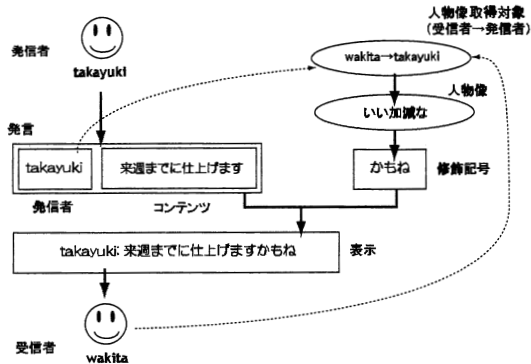 人物像取得対象
(受信者→発信者)
発信者
takayuki
wakita→takayuki
人物像
いい加減な
発言
takayuki
来週までに仕上げます
かもね
修飾記号
発信者
コンテンツ
takayuki: 来週までに仕上げますかもね
表示
受信者
wakita